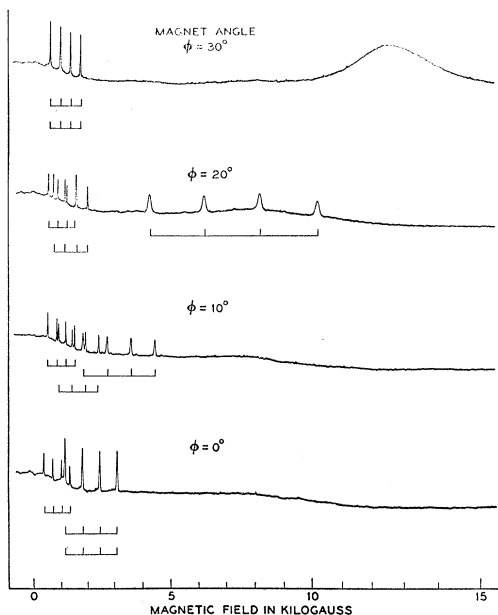 MAGNET ANGLE
φ = 30°
φ = 20°
φ = 10°
φ = 0°
0 5 10 15
MAGNETIC FIELD IN KILOGAUSS